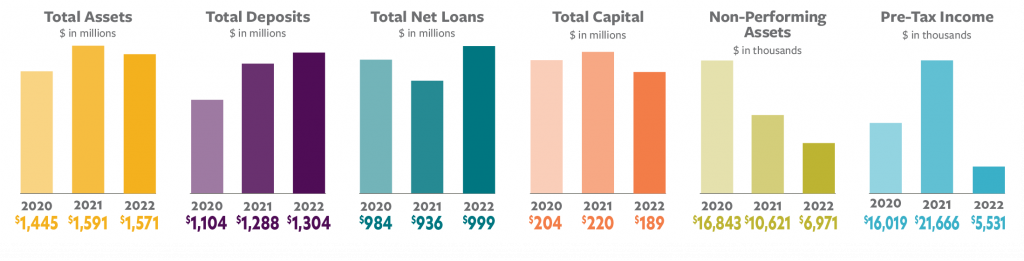 Total Assets
$ in millions
2020 2021 2022
$1,445 $1,591 $1,571
Total Deposits
$ in millions
2020 2021 2022
$1,104 $1,288 $1,304
Total Net Loans
$ in millions
2020 2021 2022
$984 $936 $999
Total Capital
$ in millions
2020 2021 2022
$204 $220 $189
Non-Performing
Assets
$ in thousands
2020 2021 2022
$16,843 $10,621 $6,971
Pre-Tax Income
$ in thousands
2020 2021 2022
$16,019 $21,666 $5,531